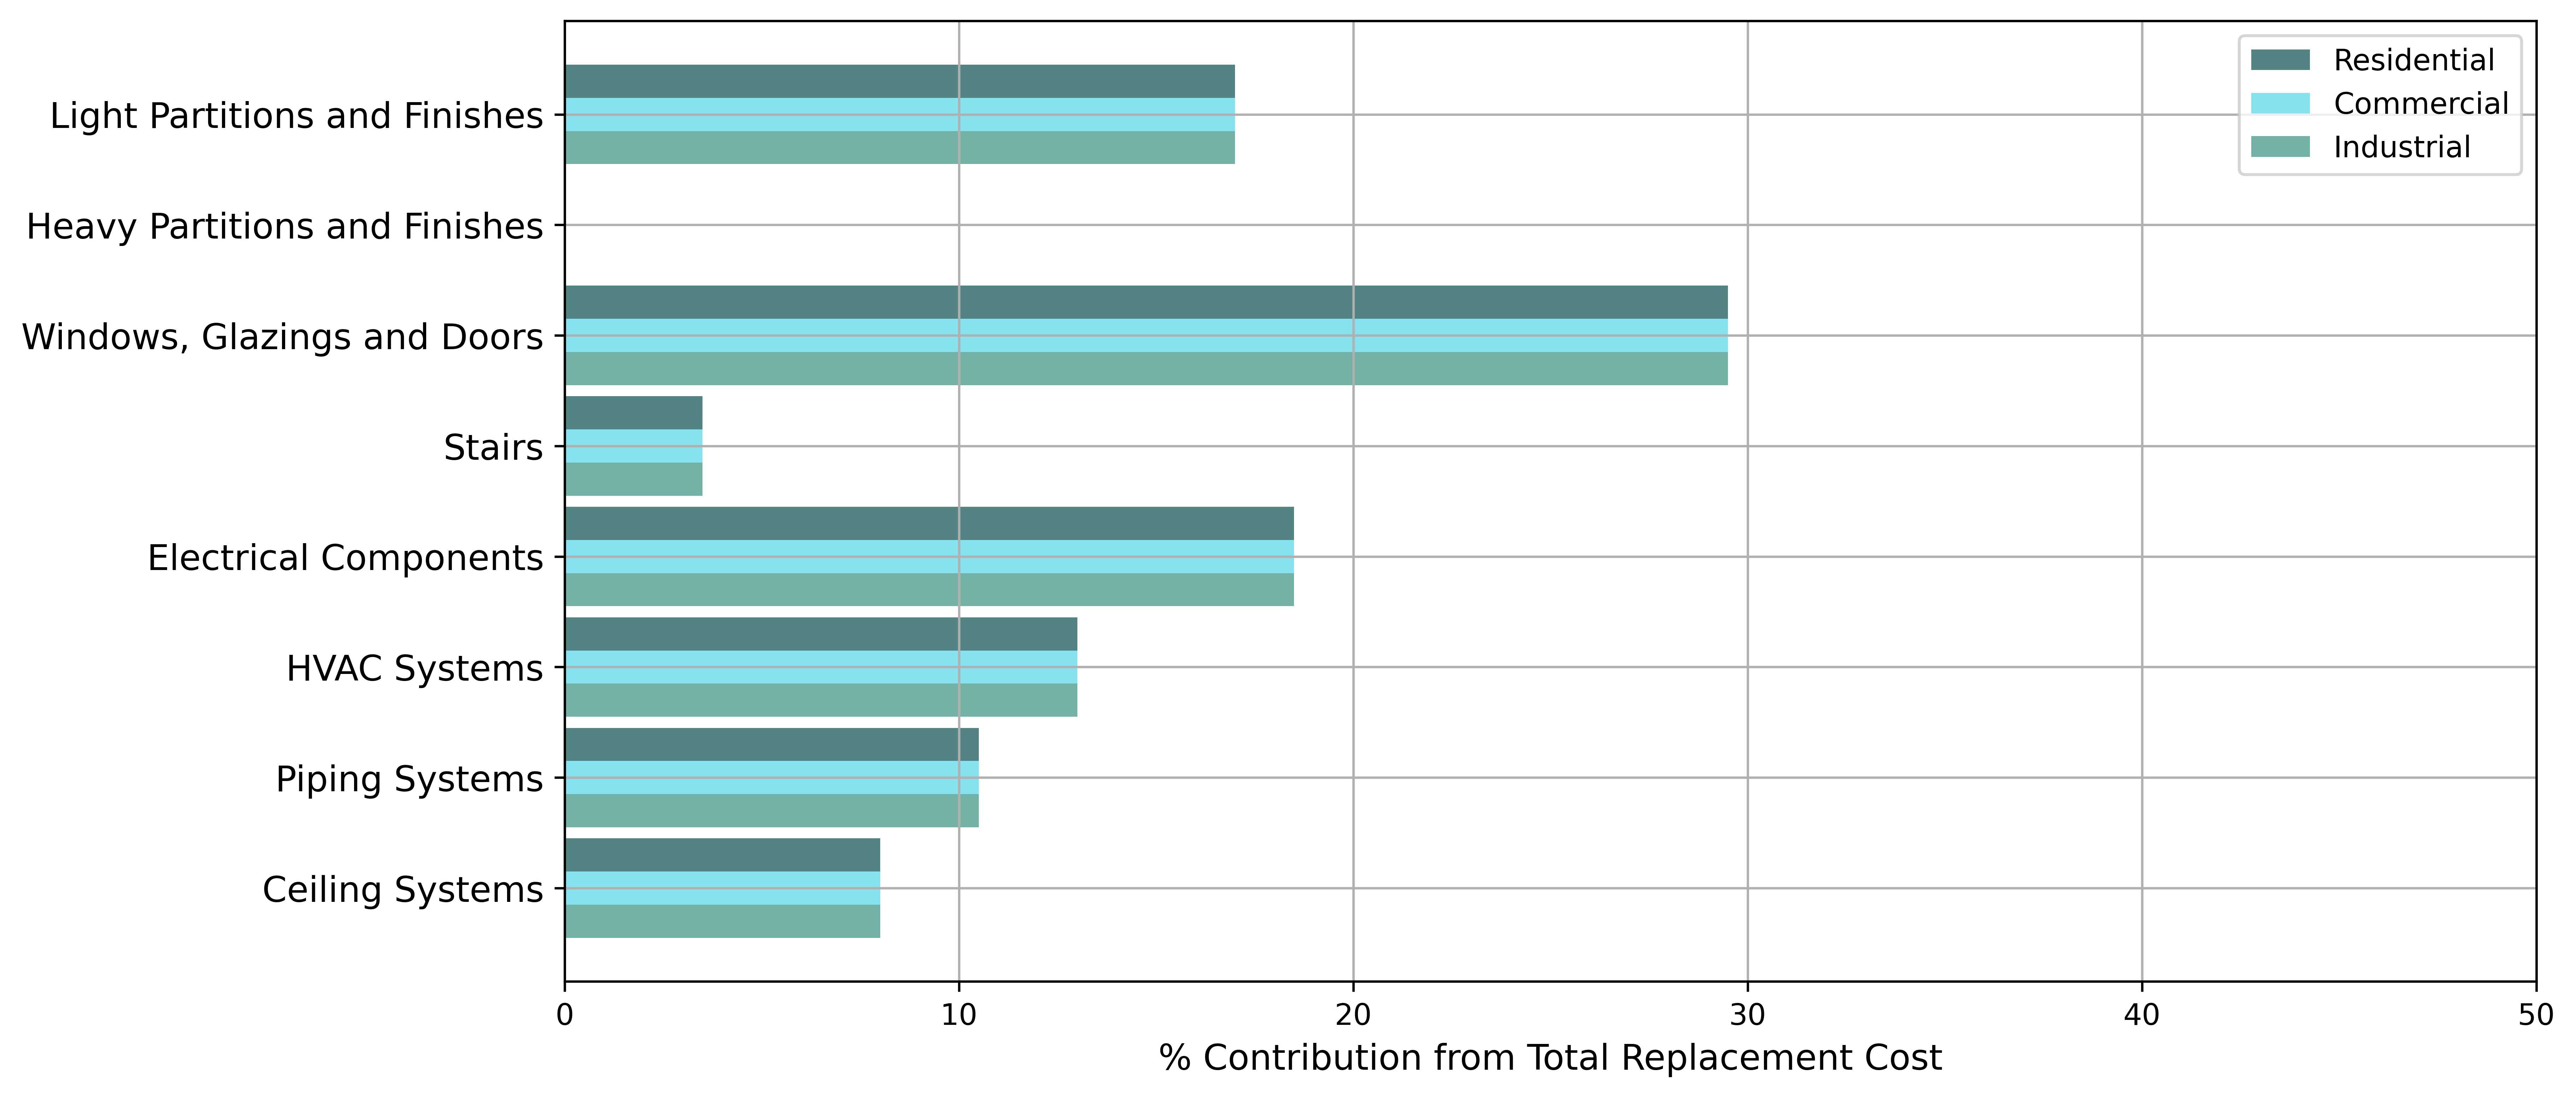 Residential
Commercial
Industrial
Light Partitions and Finishes
Heavy Partitions and Finishes
Windows, Glazings and Doors
Stairs
Electrical Components
HVAC Systems
Piping Systems
Ceiling Systems
0 10 20 30 40 50
% Contribution from Total Replacement Cost